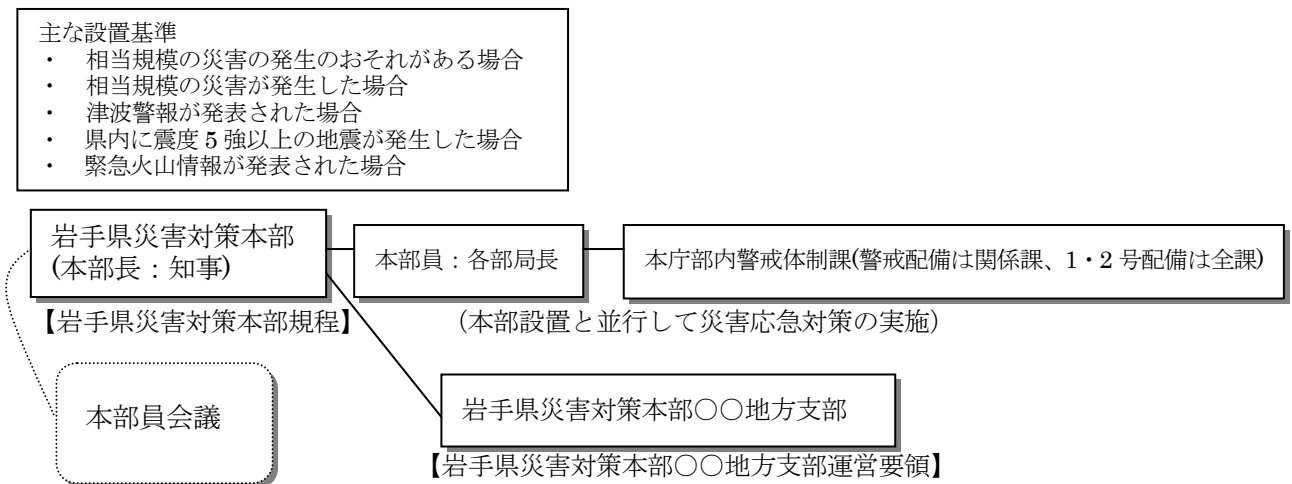 主な設置基準
・ 相当規模の災害の発生のおそれがある場合
・ 相当規模の災害が発生した場合
・ 津波警報が発表された場合
・ 県内に震度5強以上の地震が発生した場合
・ 緊急火山情報が発表された場合
岩手県災害対策本部
(本部長:知事)
本部員:各部局長
本庁部内警戒体制課(警戒配備は関係課、1・2号配備は全課)
【岩手県災害対策本部規程】
(本部設置と並行して災害応急対策の実施)
本部員会議
岩手県災害対策本部○○地方支部
【岩手県災害対策本部○○地方支部運営要領】